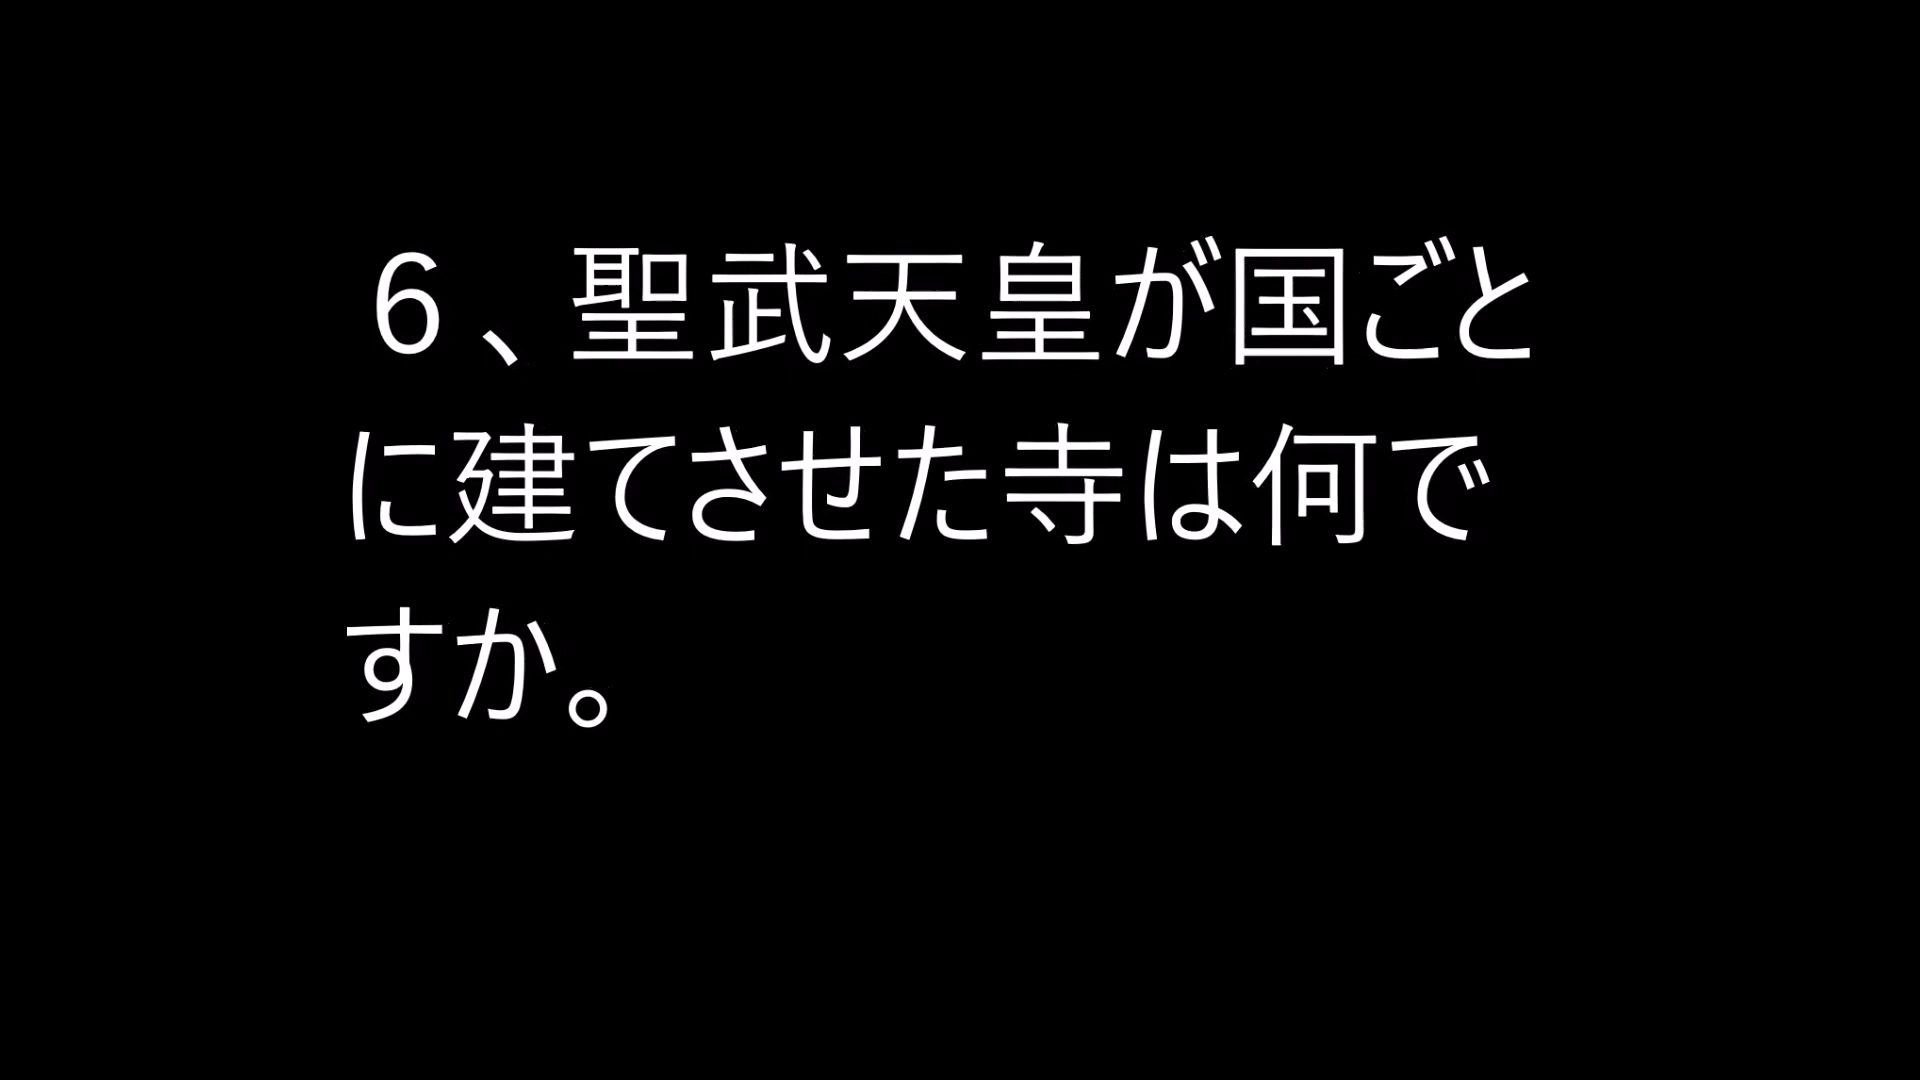 ６、聖武天皇が国ごと
に建てさせた寺は何で
すか。